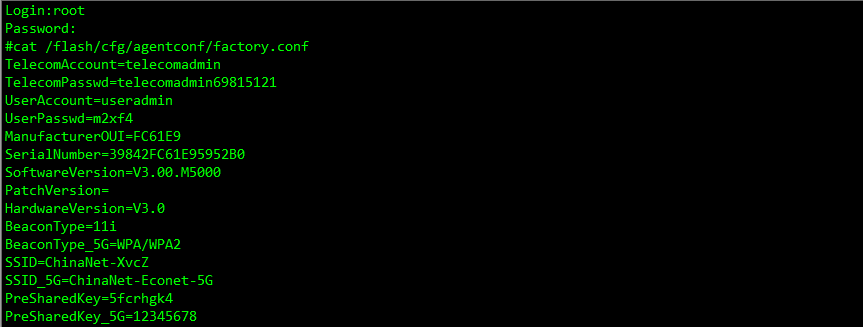 Login:root
Password:
#cat /flash/cfg/agentconf/factory.conf
TelecomAccount=telecomadmin
TelecomPasswd=telecomadmin69815121
UserAccount=useradmin
UserPasswd=m2xf4
ManufacturerOUI=FC61E9
SerialNumber=39842FC61E95952B0
SoftwareVersion=V3.00.M5000
PatchVersion=
HardwareVersion=V3.0
BeaconType=11i
BeaconType_5G=WPA/WPA2
SSID=ChinaNet-XvcZ
SSID_5G=ChinaNet-Econet-5G
PreSharedKey=5fcrhgk4
PreSharedKey_5G=12345678